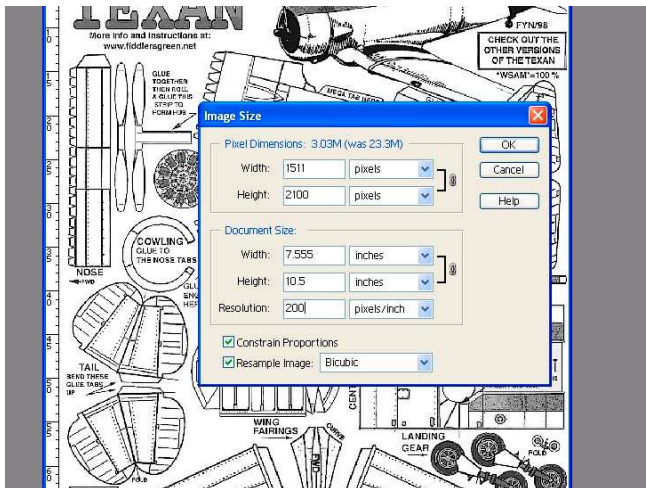 TEXAN
More info and instructions at:
www.fiddlersgreen.net
© FYN/98
CHECK OUT THE
OTHER VERSIONS
OF THE TEXAN
"WSAM"=100 %
GLUE
TOGETHER
THEN ROLL
& GLUE THIS
STRIP TO
FORM HUB
Image Size
Pixel Dimensions: 3.03M (was 23.3M)
Width: 1511 pixels
Height: 2100 pixels
OK
Cancel
Help
Document Size:
Width: 7.555 inches
Height: 10.5 inches
Resolution: 200 pixels/inch
Constrain Proportions
Resample Image: Bicubic
COWLING
GLUE TO
THE NOSE TABS
NOSE
FWD
TAIL
BEND THESE
GLUE TABS
UP
FOLD
WING
FAIRINGS
CURVE
FWD
LANDING
GEAR
FOLD